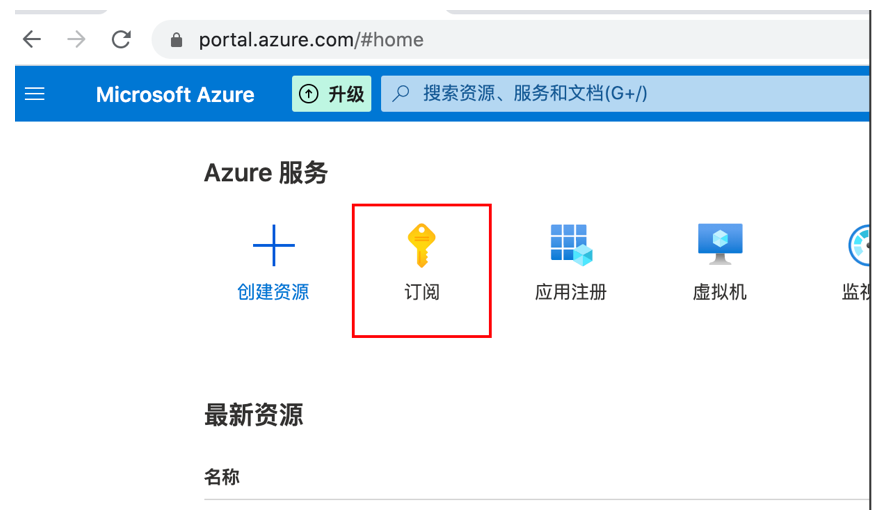 portal.azure.com/#home
Microsoft Azure 升级 搜索资源、服务和文档(G+/)
Azure 服务
创建资源 订阅 应用注册 虚拟机 监视
最新资源
名称